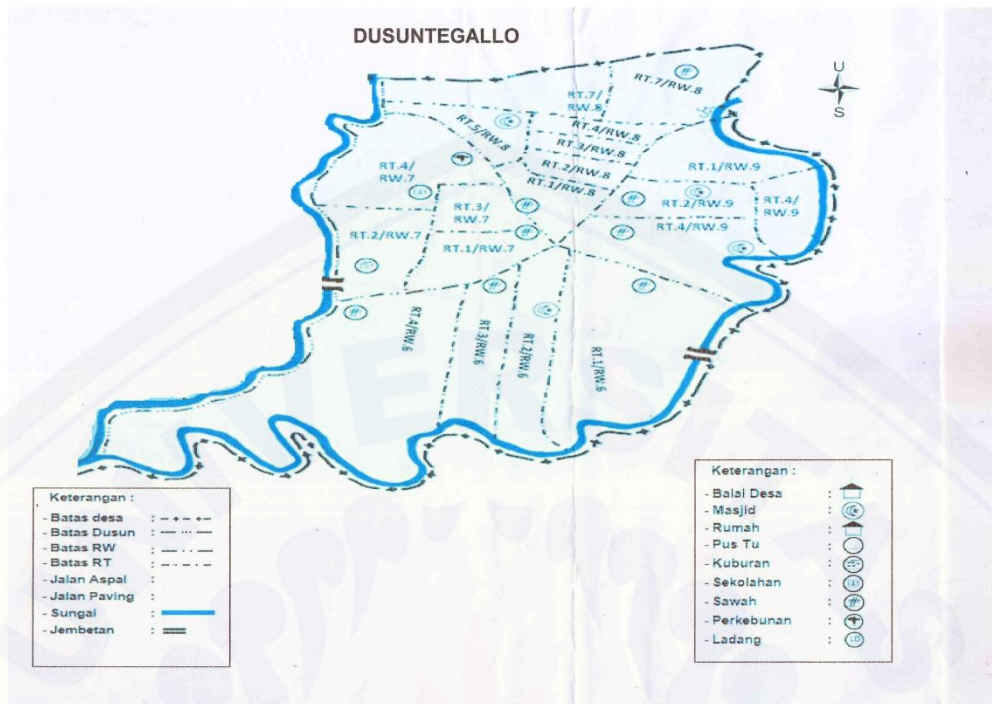 DUSUNTEGALLO
U
S
RT.7/RW.8
RT.7/
RW.8
RT.5/RW.8
RT.4/RW.8
RT.3/RW.8
RT.2/RW.8
RT.1/RW.8
RT.4/
RW.7
RT.3/
RW.7
RT.2/RW.7
RT.1/RW.7
RT.1/RW.9
RT.2/RW.9
RT.4/
RW.9
RT.4/RW.9
RT.4/RW.6
RT.3/RW.6
RT.2/RW.6
RT.1/RW.6
Keterangan :
- Batas desa :
- Batas Dusun :
- Batas RW :
- Batas RT :
- Jalan Aspal :
- Jalan Paving :
- Sungai :
- Jembetan :
Keterangan :
- Balai Desa :
- Masjid :
- Rumah :
- Pus Tu :
- Kuburan :
- Sekolahan :
- Sawah :
- Perkebunan :
- Ladang : LD
UNIVERSITAS